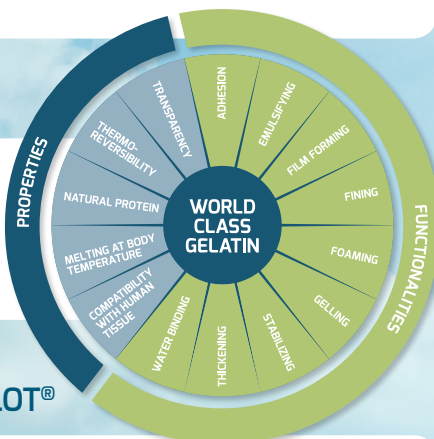 PROPERTIES
FUNCTIONALITIES
WORLD
CLASS
GELATIN
TRANSPARENCY
THERMO-
REVERSIBILITY
NATURAL PROTEIN
MELTING AT BODY
TEMPERATURE
COMPATIBILITY
WITH HUMAN
TISSUE
ADHESION
EMULSIFYING
FILM FORMING
FINING
FOAMING
GELLING
STABILIZING
THICKENING
WATER BINDING
LOT®